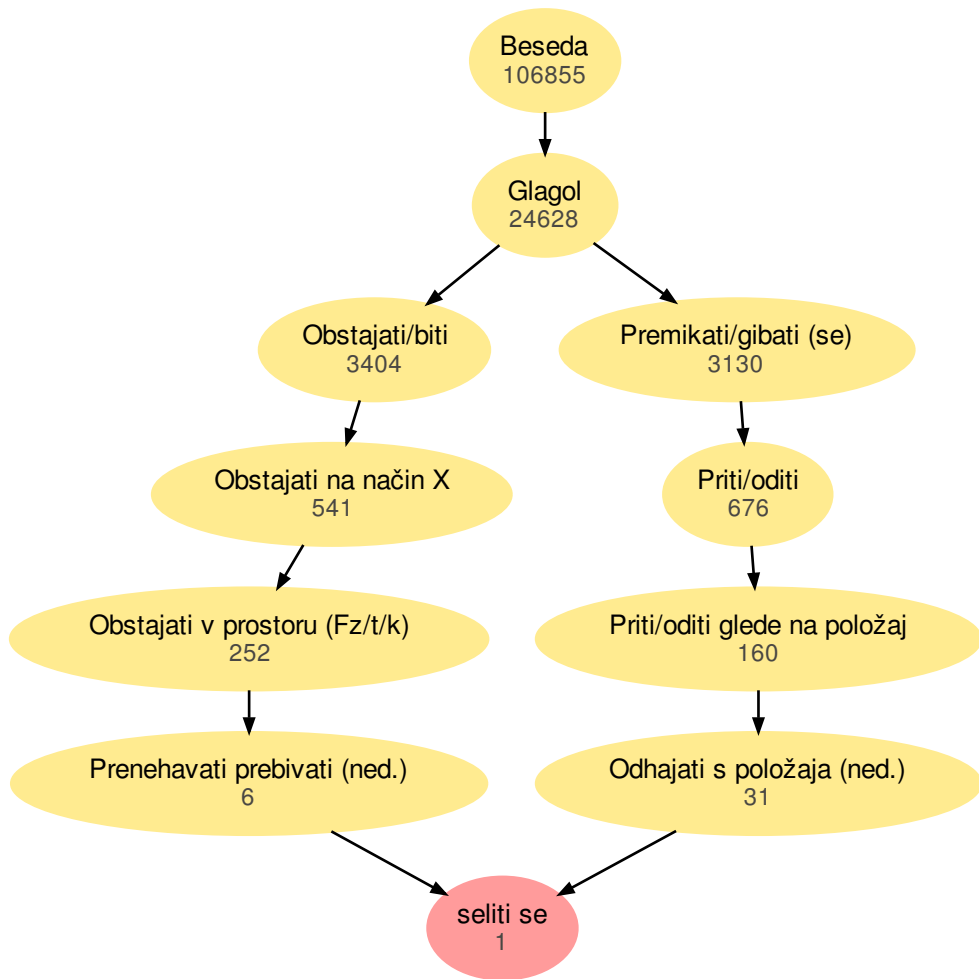 Beseda
106855
Glagol
24628
Obstajati/biti
3404
Premikati/gibati (se)
3130
Obstajati na način X
541
Priti/oditi
676
Obstajati v prostoru (Fz/t/k)
252
Priti/oditi glede na položaj
160
Prenehavati prebivati (ned.)
6
Odhajati s položaja (ned.)
31
seliti se
1